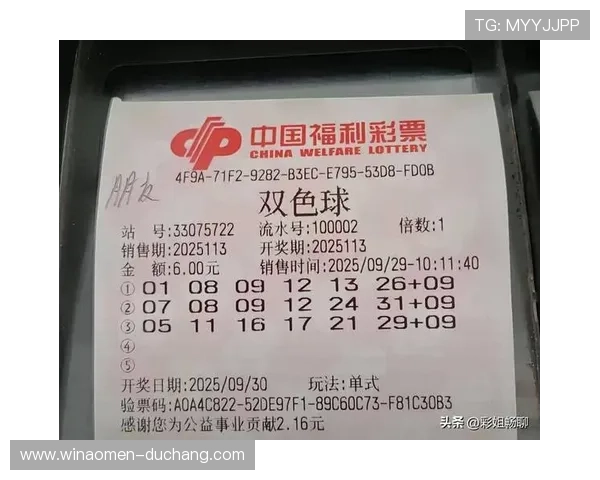 TG: MYYJJPP
中国福利彩票
CHINA WELFARE LOTTERY
4F9A-71F2-9282-B3EC-E795-53D8-FD0B
朋友
双色球
站 号:33075722 流水号:100002 倍数:1
销售期:2025113 开奖期:2025113
金 额:6.00元 销售时间:2025/09/29-10:11:40
① 01 08 09 12 13 26+09
② 07 08 09 12 24 31+09
③ 05 11 16 17 21 29+09
④
⑤
开奖日期:2025/09/30 玩法:单式
验票码:A0A4C822-52DE97F1-89C60C73-F81C30B3
感谢您为公益事业贡献2.16元
头条 @彩姐畅聊
www.winaomen-duchang.com